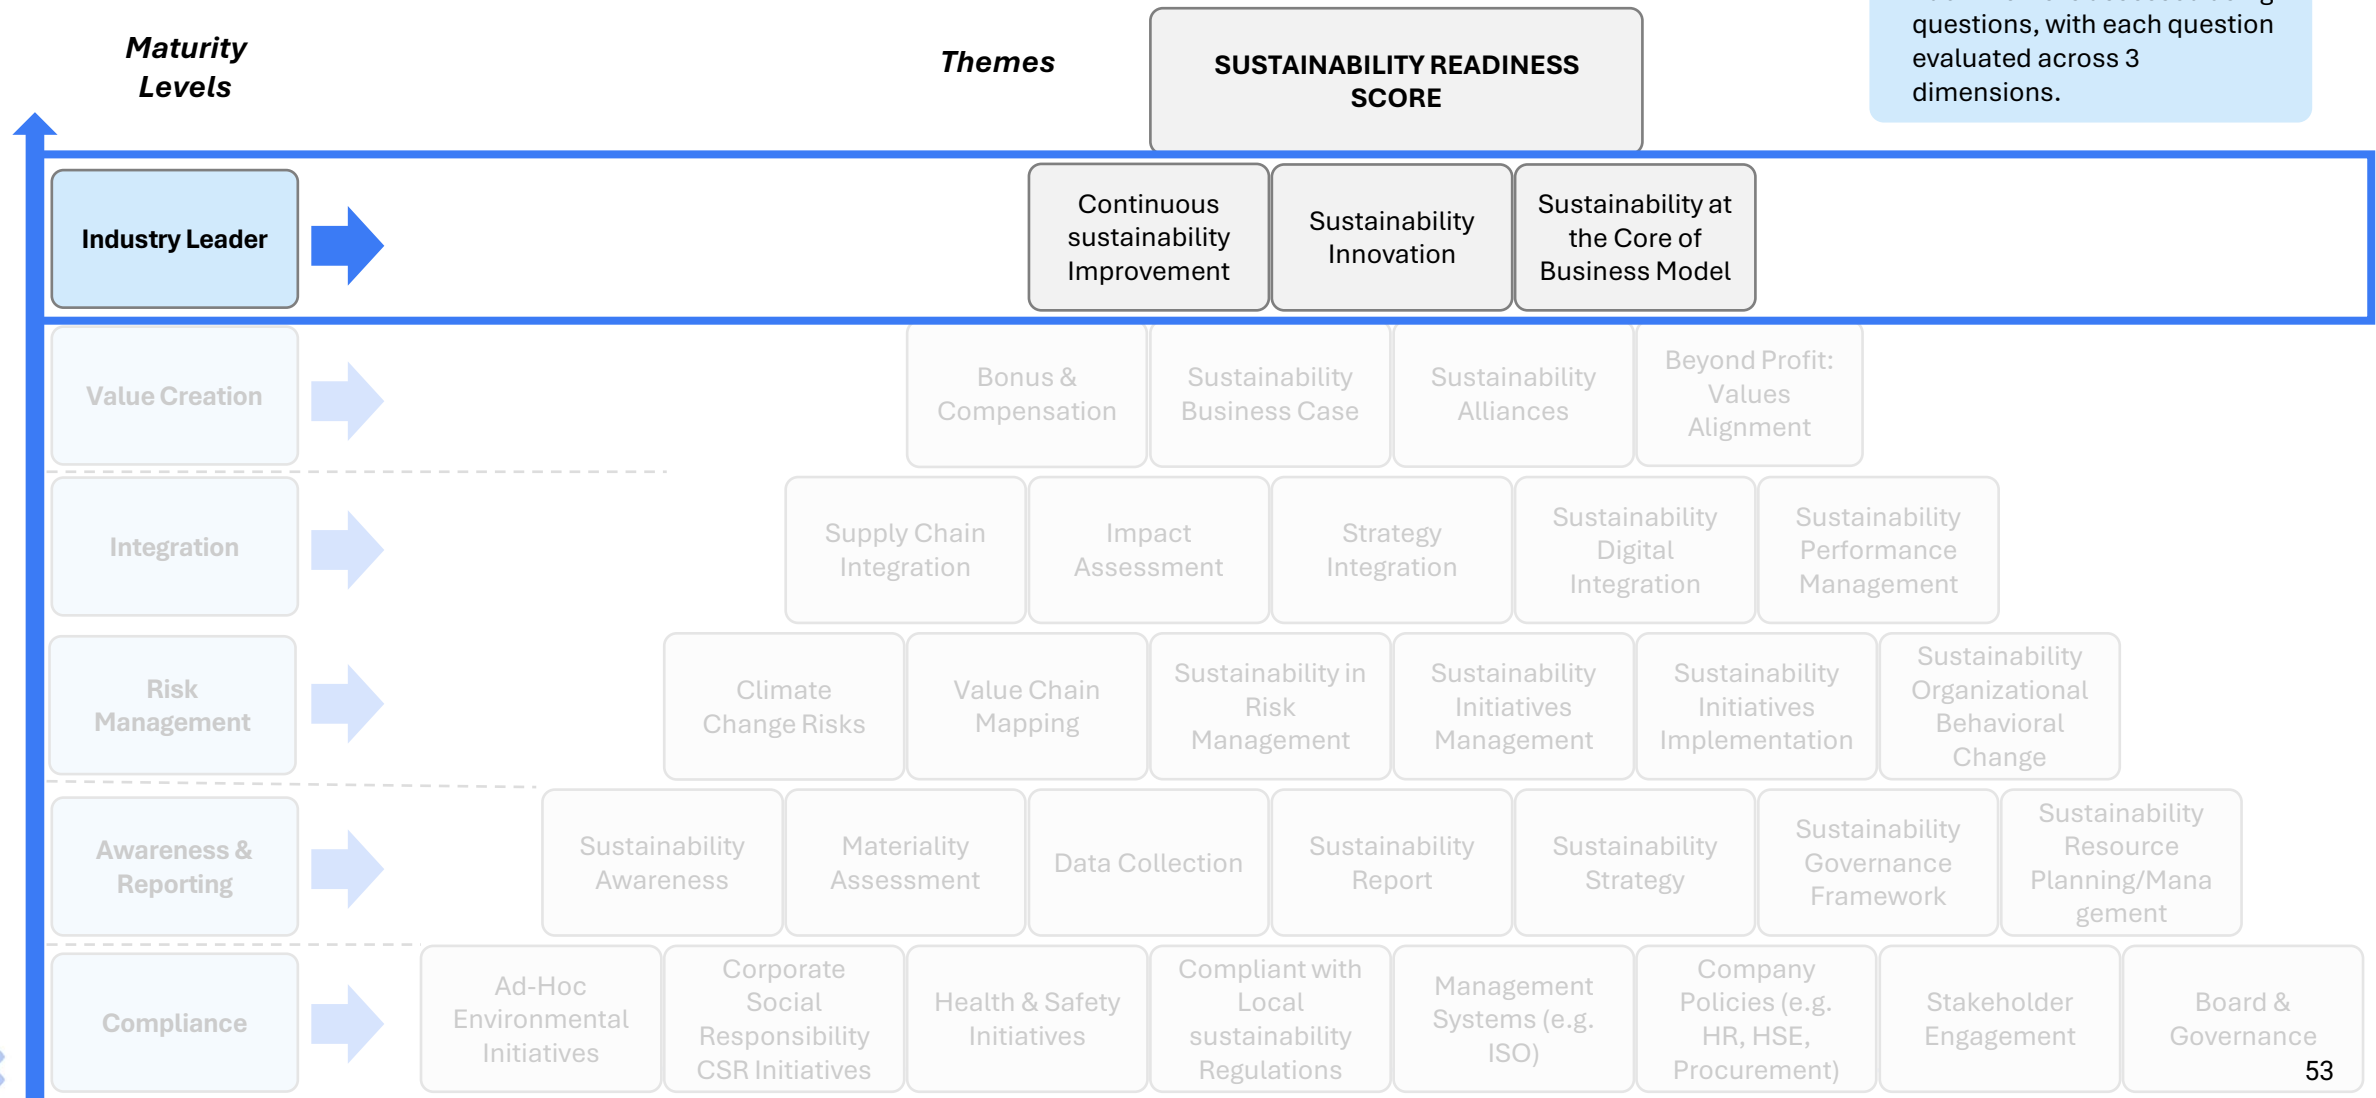 Maturity
Levels
Themes
SUSTAINABILITY READINESS
SCORE
questions, with each question
evaluated across 3
dimensions.
Industry Leader
Continuous
sustainability
Improvement
Sustainability
Innovation
Sustainability at
the Core of
Business Model
Value Creation
Bonus &
Compensation
Sustainability
Business Case
Sustainability
Alliances
Beyond Profit:
Values
Alignment
Integration
Supply Chain
Integration
Impact
Assessment
Strategy
Integration
Sustainability
Digital
Integration
Sustainability
Performance
Management
Risk
Management
Climate
Change Risks
Value Chain
Mapping
Sustainability in
Risk
Management
Sustainability
Initiatives
Management
Sustainability
Initiatives
Implementation
Sustainability
Organizational
Behavioral
Change
Awareness &
Reporting
Sustainability
Awareness
Materiality
Assessment
Data Collection
Sustainability
Report
Sustainability
Strategy
Sustainability
Governance
Framework
Sustainability
Resource
Planning/Mana
gement
Compliance
Ad-Hoc
Environmental
Initiatives
Corporate
Social
Responsibility
CSR Initiatives
Health & Safety
Initiatives
Compliant with
Local
sustainability
Regulations
Management
Systems (e.g.
ISO)
Company
Policies (e.g.
HR, HSE,
Procurement)
Stakeholder
Engagement
Board &
Governance
53